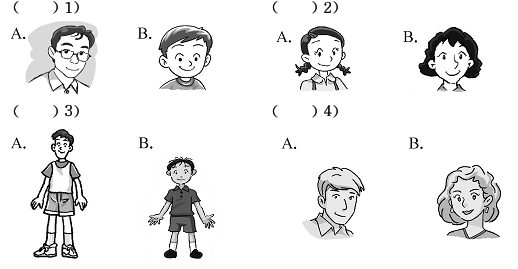 (    ) 1)    (    ) 2)
A.    B.    A.    B.
(    ) 3)    (    ) 4)
A.    B.    A.    B.